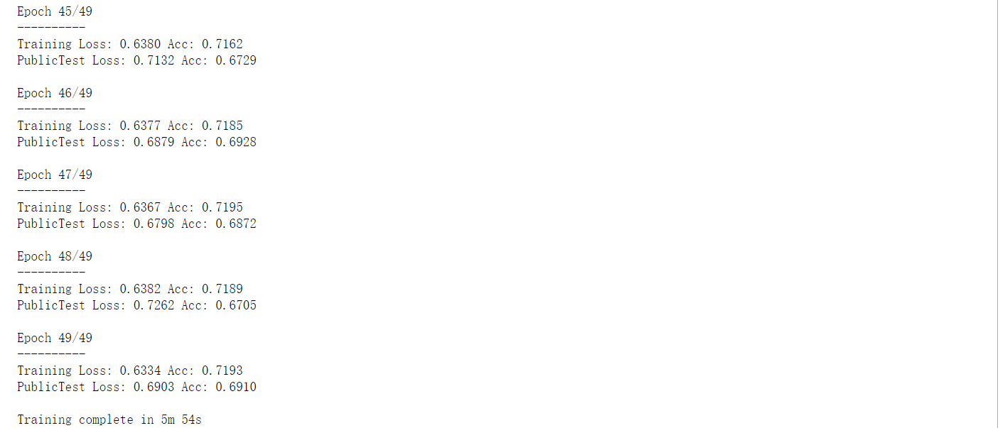 Epoch 45/49
----------
Training Loss: 0.6380 Acc: 0.7162
PublicTest Loss: 0.7132 Acc: 0.6729
Epoch 46/49
----------
Training Loss: 0.6377 Acc: 0.7185
PublicTest Loss: 0.6879 Acc: 0.6928
Epoch 47/49
----------
Training Loss: 0.6367 Acc: 0.7195
PublicTest Loss: 0.6798 Acc: 0.6872
Epoch 48/49
----------
Training Loss: 0.6382 Acc: 0.7189
PublicTest Loss: 0.7262 Acc: 0.6705
Epoch 49/49
----------
Training Loss: 0.6334 Acc: 0.7193
PublicTest Loss: 0.6903 Acc: 0.6910
Training complete in 5m 54s